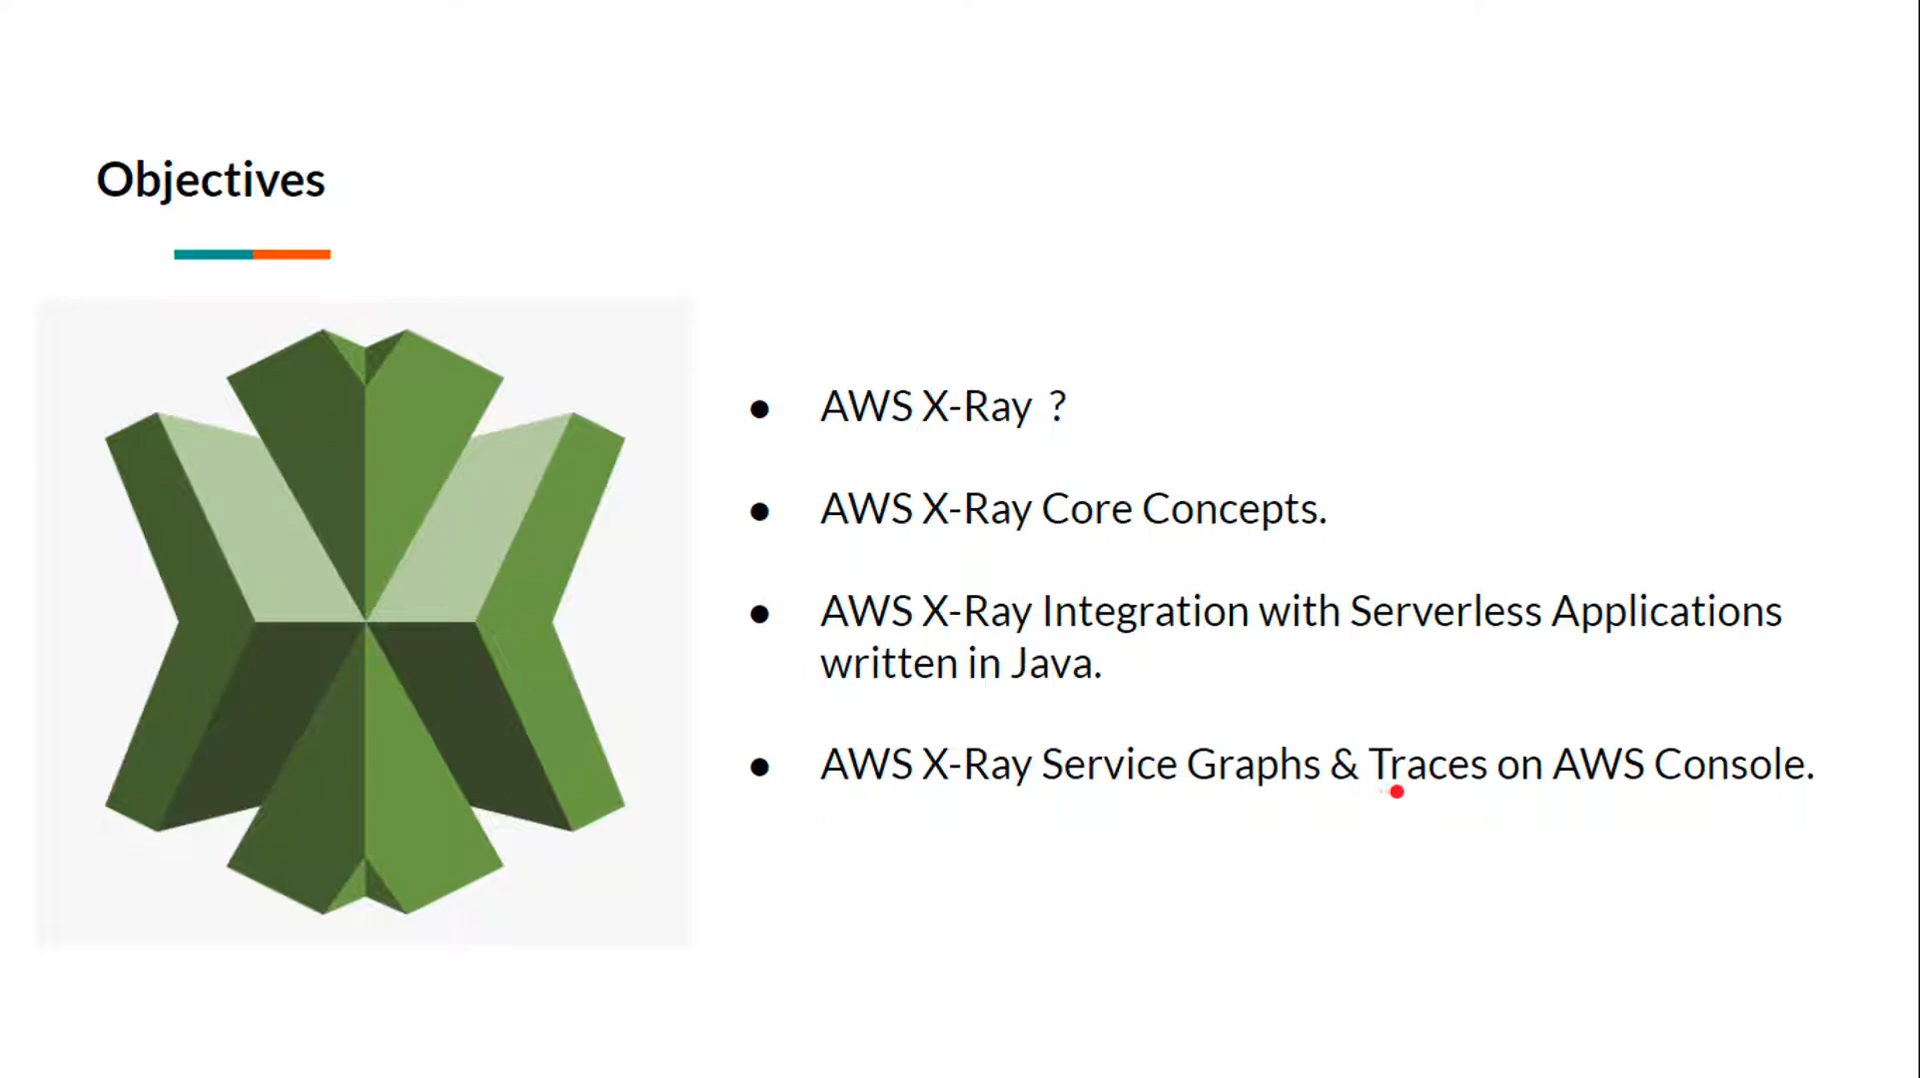 Objectives
● AWS X-Ray ?
● AWS X-Ray Core Concepts.
● AWS X-Ray Integration with Serverless Applications
written in Java.
● AWS X-Ray Service Graphs & Traces on AWS Console.